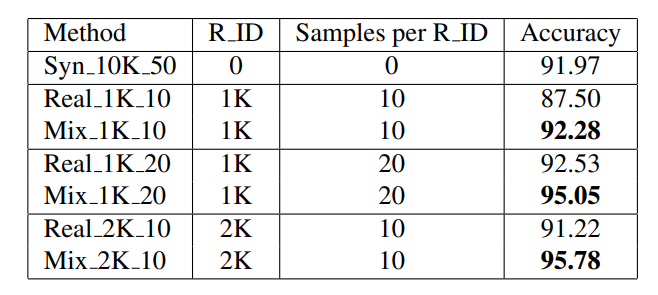 Method R_ID Samples per R_ID Accuracy
Syn_10K_50 0 0 91.97
Real_1K_10 1K 10 87.50
Mix_1K_10 1K 10 92.28
Real_1K_20 1K 20 92.53
Mix_1K_20 1K 20 95.05
Real_2K_10 2K 10 91.22
Mix_2K_10 2K 10 95.78